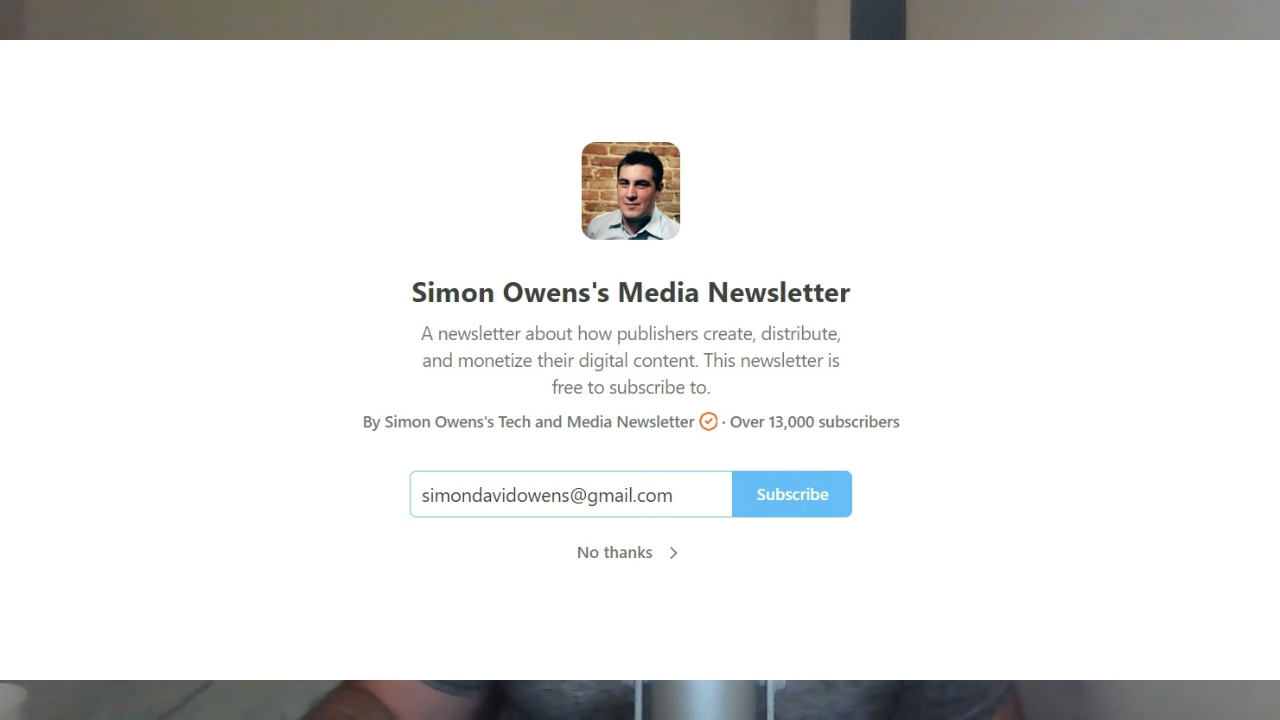 Simon Owens's Media Newsletter
A newsletter about how publishers create, distribute,
and monetize their digital content. This newsletter is
free to subscribe to.
By Simon Owens's Tech and Media Newsletter · Over 13,000 subscribers
simondavidowens@gmail.com Subscribe
No thanks